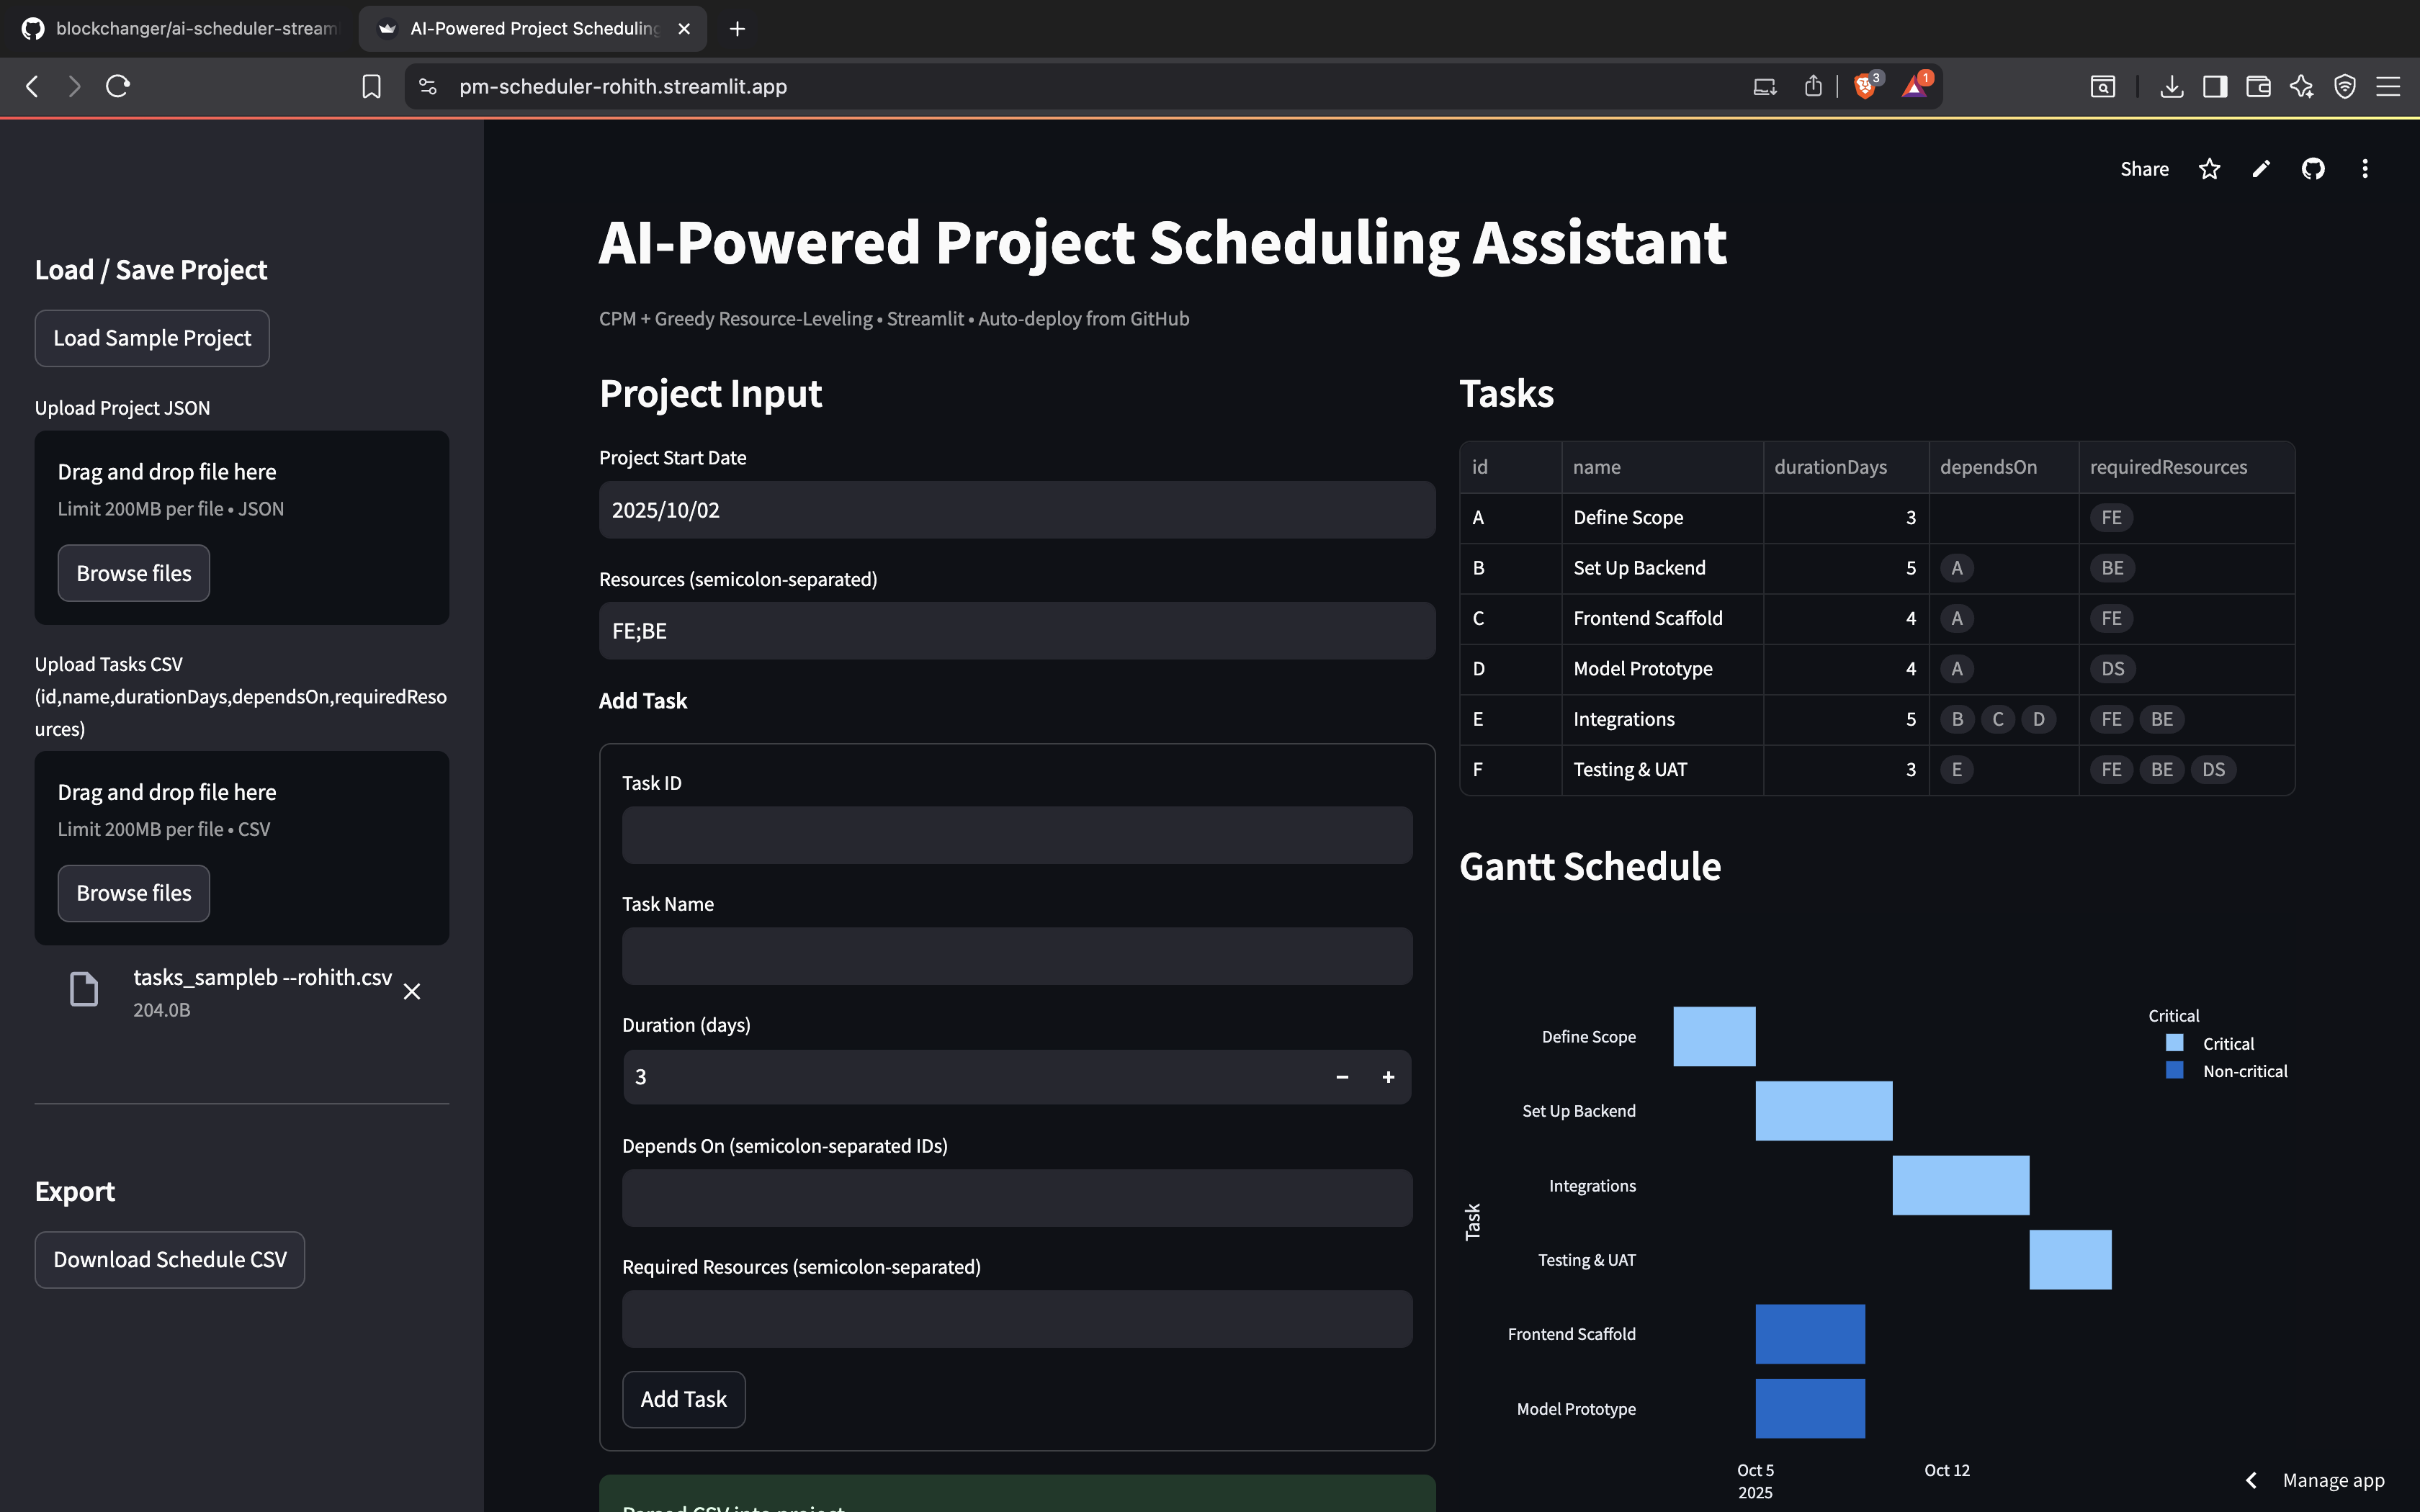 blockchanger/ai-scheduler-stream
AI-Powered Project Scheduling
pm-scheduler-rohith.streamlit.app
3
1
Share
Load / Save Project
Load Sample Project
Upload Project JSON
Drag and drop file here
Limit 200MB per file • JSON
Browse files
Upload Tasks CSV
(id,name,durationDays,dependsOn,requiredReso
urces)
Drag and drop file here
Limit 200MB per file • CSV
Browse files
tasks_sampleb --rohith.csv
204.0B
Export
Download Schedule CSV
AI-Powered Project Scheduling Assistant
CPM + Greedy Resource-Leveling • Streamlit • Auto-deploy from GitHub
Project Input
Project Start Date
2025/10/02
Resources (semicolon-separated)
FE;BE
Add Task
Task ID
Task Name
Duration (days)
3
Depends On (semicolon-separated IDs)
Required Resources (semicolon-separated)
Add Task
Parsed CSV into project
Tasks
id name durationDays dependsOn requiredResources
A Define Scope 3 FE
B Set Up Backend 5 A BE
C Frontend Scaffold 4 A FE
D Model Prototype 4 A DS
E Integrations 5 B C D FE BE
F Testing & UAT 3 E FE BE DS
Gantt Schedule
Critical
Critical
Non-critical
Task
Define Scope
Set Up Backend
Integrations
Testing & UAT
Frontend Scaffold
Model Prototype
Oct 5
2025
Oct 12
Manage app